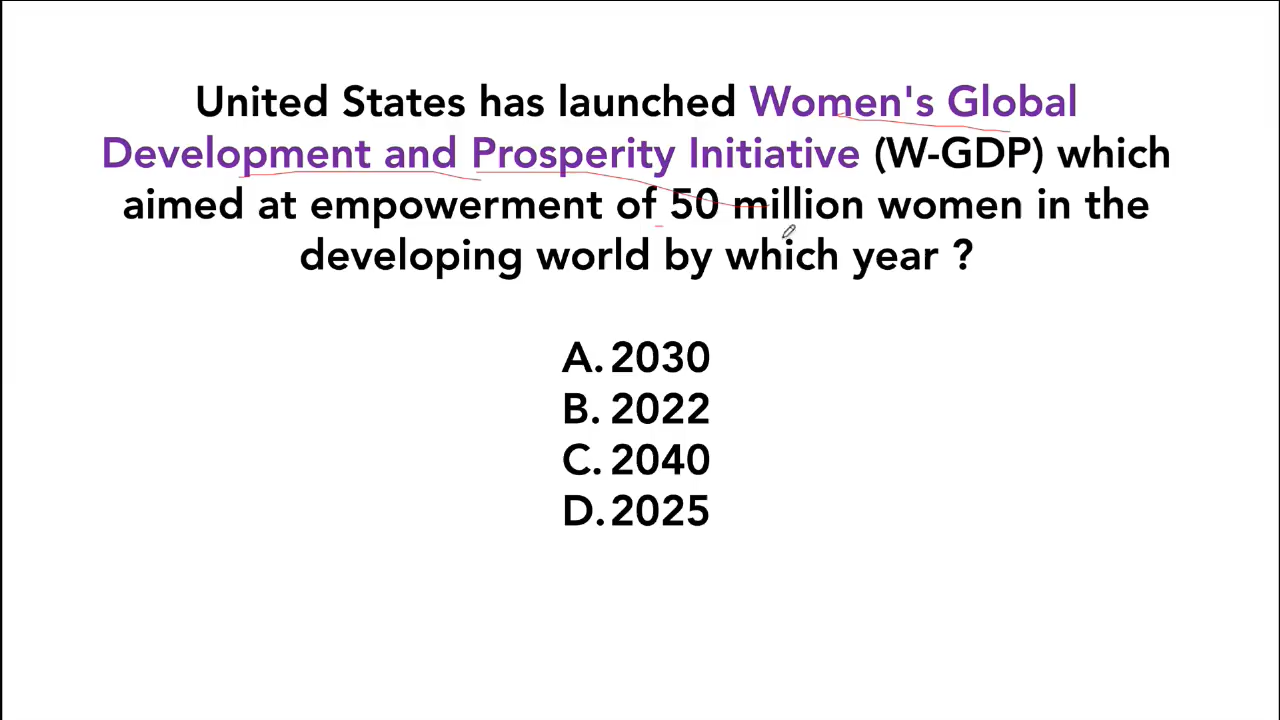 United States has launched Women's Global
Development and Prosperity Initiative (W-GDP) which
aimed at empowerment of 50 million women in the
developing world by which year ?
A. 2030
B. 2022
C. 2040
D. 2025